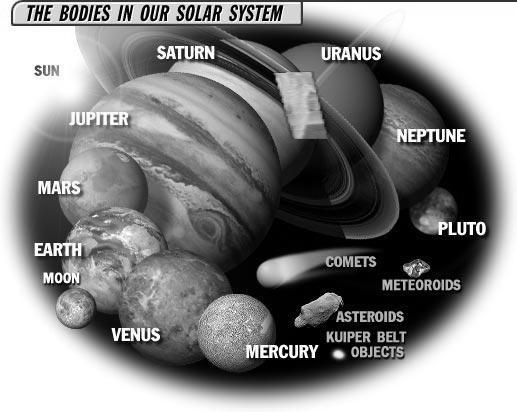 THE BODIES IN OUR SOLAR SYSTEM
SATURN
URANUS
SUN
JUPITER
NEPTUNE
MARS
PLUTO
EARTH
COMETS
MOON
METEOROIDS
ASTEROIDS
VENUS
KUIPER BELT
OBJECTS
MERCURY